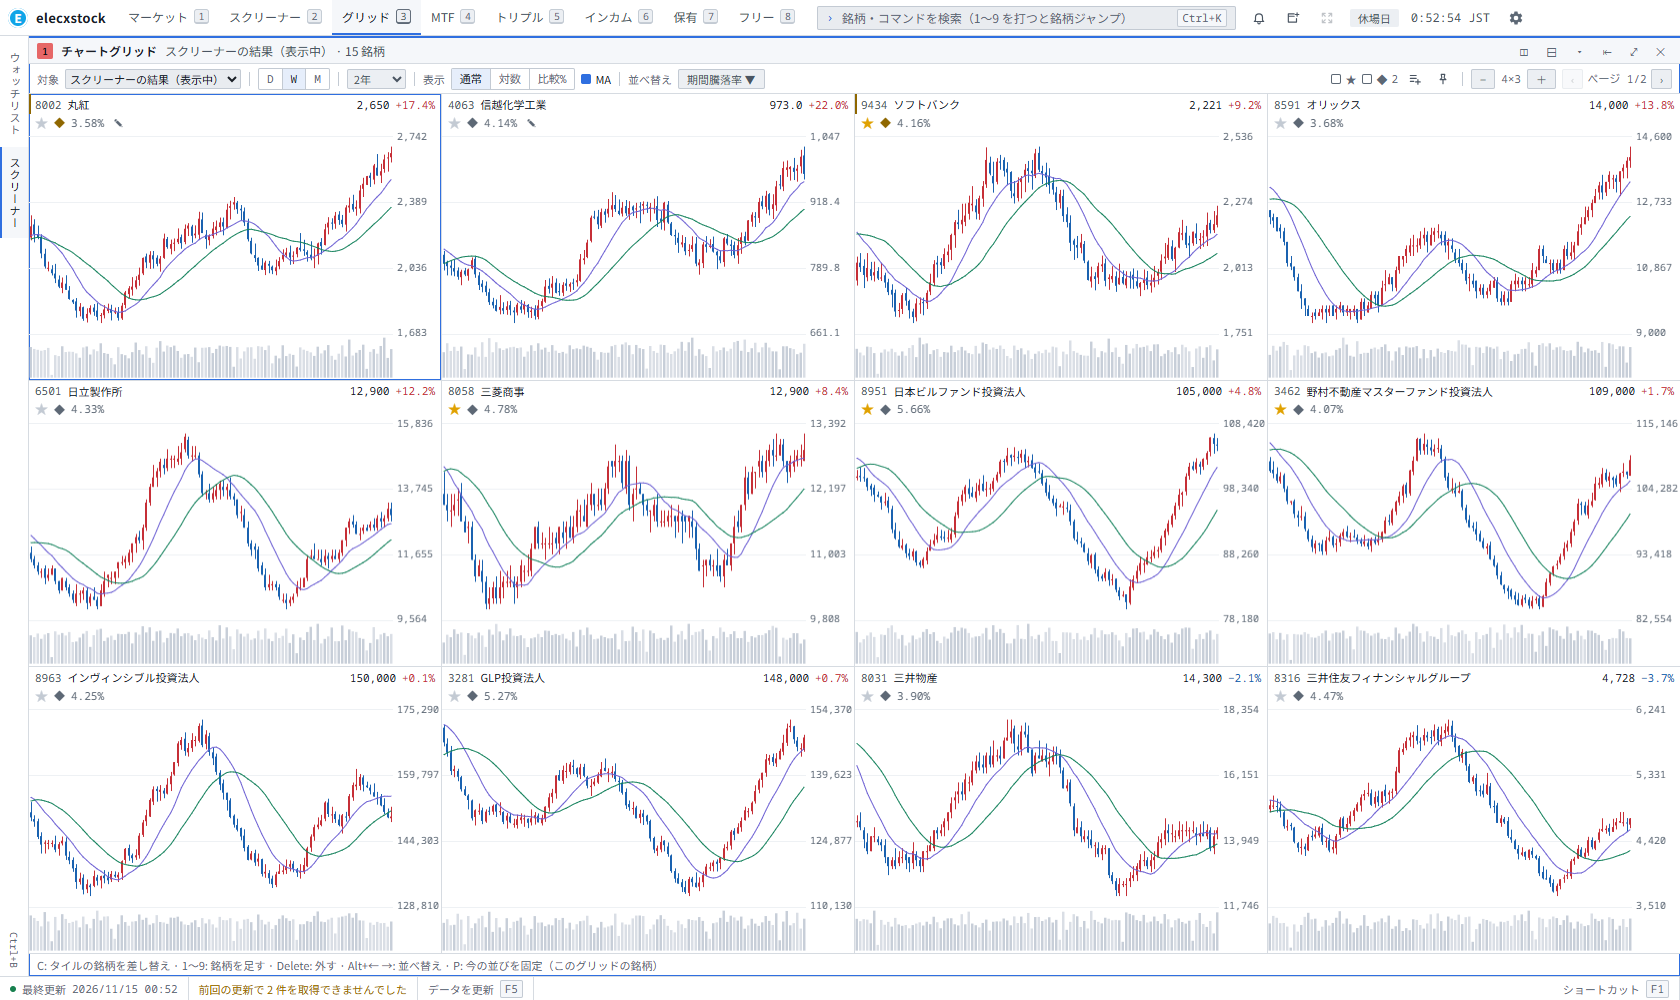 E elecxstock マーケット 1 スクリーナー 2 グリッド 3 MTF 4 トリプル 5 インカム 6 保有 7 フリー 8 › 銘柄・コマンドを検索（1〜9 を打つと銘柄ジャンプ） Ctrl+K 休場日 0:52:54 JST
ウォッチリスト
スクリーナー
Ctrl+B
1 チャートグリッド スクリーナーの結果（表示中）・15 銘柄
対象 スクリーナーの結果（表示中） D W M 2年 表示 通常 対数 比較% MA 並べ替え 期間騰落率 ▼ ★ ◆ 2 − 4×3 + ‹ ページ 1/2 ›
8002 丸紅 2,650 +17.4%
★ ◆ 3.58%
2,742
2,389
2,036
1,683
4063 信越化学工業 973.0 +22.0%
★ ◆ 4.14%
1,047
918.4
789.8
661.1
9434 ソフトバンク 2,221 +9.2%
★ ◆ 4.16%
2,536
2,274
2,013
1,751
8591 オリックス 14,000 +13.8%
★ ◆ 3.68%
14,600
12,733
10,867
9,000
6501 日立製作所 12,900 +12.2%
★ ◆ 4.33%
15,836
13,745
11,655
9,564
8058 三菱商事 12,900 +8.4%
★ ◆ 4.78%
13,392
12,197
11,003
9,808
8951 日本ビルファンド投資法人 105,000 +4.8%
★ ◆ 5.66%
108,420
98,340
88,260
78,180
3462 野村不動産マスターファンド投資法人 109,000 +1.7%
★ ◆ 4.07%
115,146
104,282
93,418
82,554
8963 インヴィンシブル投資法人 150,000 +0.1%
★ ◆ 4.25%
175,290
159,797
144,303
128,810
3281 GLP投資法人 148,000 +0.7%
★ ◆ 5.27%
154,370
139,623
124,877
110,130
8031 三井物産 14,300 −2.1%
★ ◆ 3.90%
18,354
16,151
13,949
11,746
8316 三井住友フィナンシャルグループ 4,728 −3.7%
★ ◆ 4.47%
6,241
5,331
4,420
3,510
C: タイルの銘柄を差し替え・1〜9: 銘柄を足す・Delete: 外す・Alt+← →: 並べ替え・P: 今の並びを固定（このグリッドの銘柄）
最終更新 2026/11/15 00:52 前回の更新で 2 件を取得できませんでした データを更新 F5 ショートカット F1